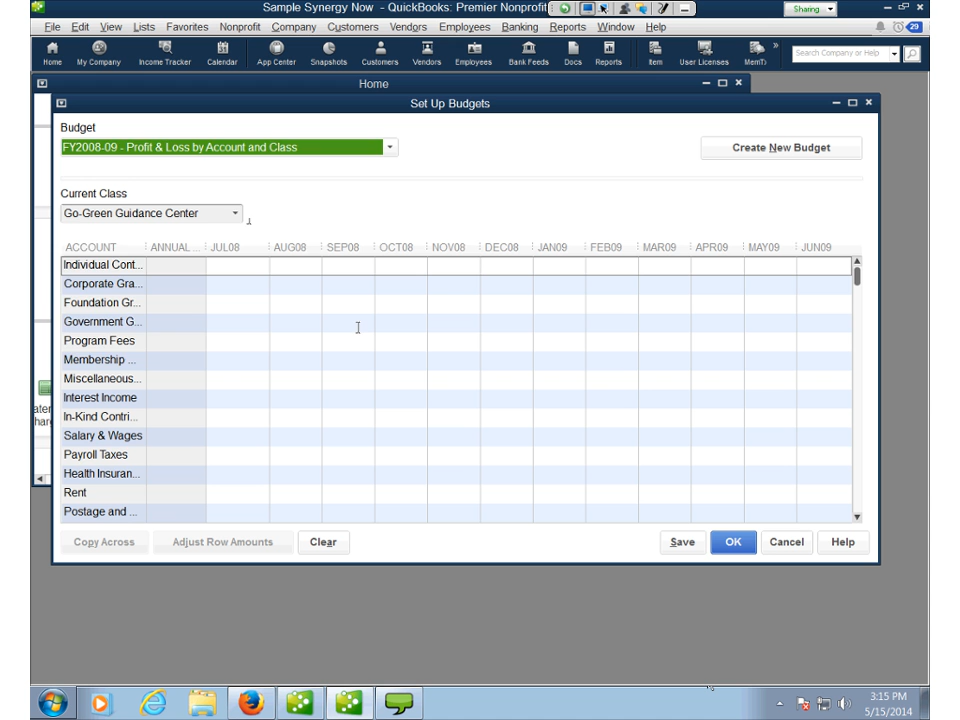 Sample Synergy Now - QuickBooks: Premier Nonprofit
Sharing
File Edit View Lists Favorites Nonprofit Company Customers Vendors Employees Banking Reports Window Help
29
Home My Company Income Tracker Calendar App Center Snapshots Customers Vendors Employees Bank Feeds Docs Reports Item User Licenses MemTx
»
Search Company or Help
Home
Set Up Budgets
Budget
FY2008-09 - Profit & Loss by Account and Class
Create New Budget
Current Class
Go-Green Guidance Center
ACCOUNT ANNUAL... JUL08 AUG08 SEP08 OCT08 NOV08 DEC08 JAN09 FEB09 MAR09 APR09 MAY09 JUN09
Individual Cont...
Corporate Gra...
Foundation Gr...
Government G...
Program Fees
Membership ...
Miscellaneous...
Interest Income
In-Kind Contri...
Salary & Wages
Payroll Taxes
Health Insuran...
Rent
Postage and ...
Copy Across Adjust Row Amounts Clear Save OK Cancel Help
3:15 PM
5/15/2014